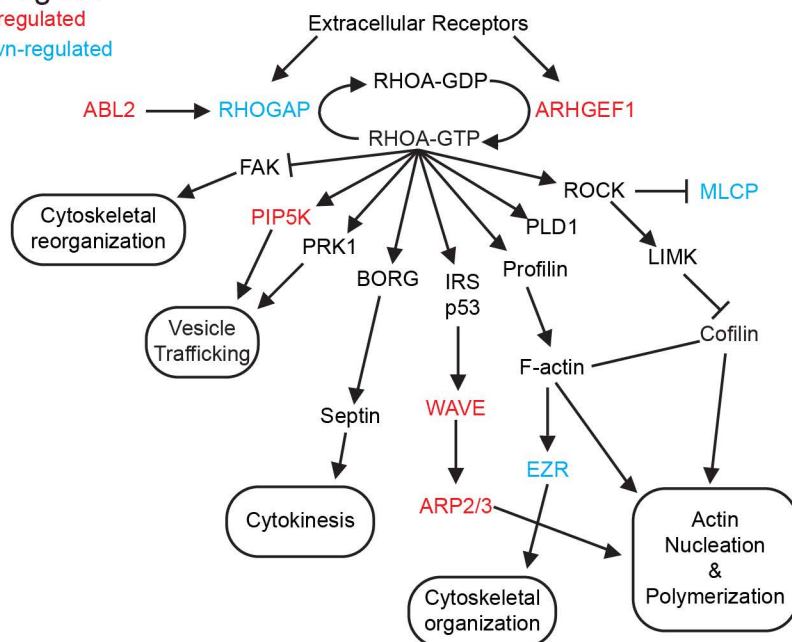 regulated
vn-regulated
Extracellular Receptors
ABL2
RHOGAP
RHOA-GDP
ARHGEF1
RHOA-GTP
FAK
ROCK
MLCP
Cytoskeletal
reorganization
PIP5K
PRK1
PLD1
LIMK
BORG
IRS
p53
Profilin
Vesicle
Trafficking
Cofilin
F-actin
Septin
WAVE
EZR
ARP2/3
Cytokinesis
Actin
Nucleation
&
Polymerization
Cytoskeletal
organization